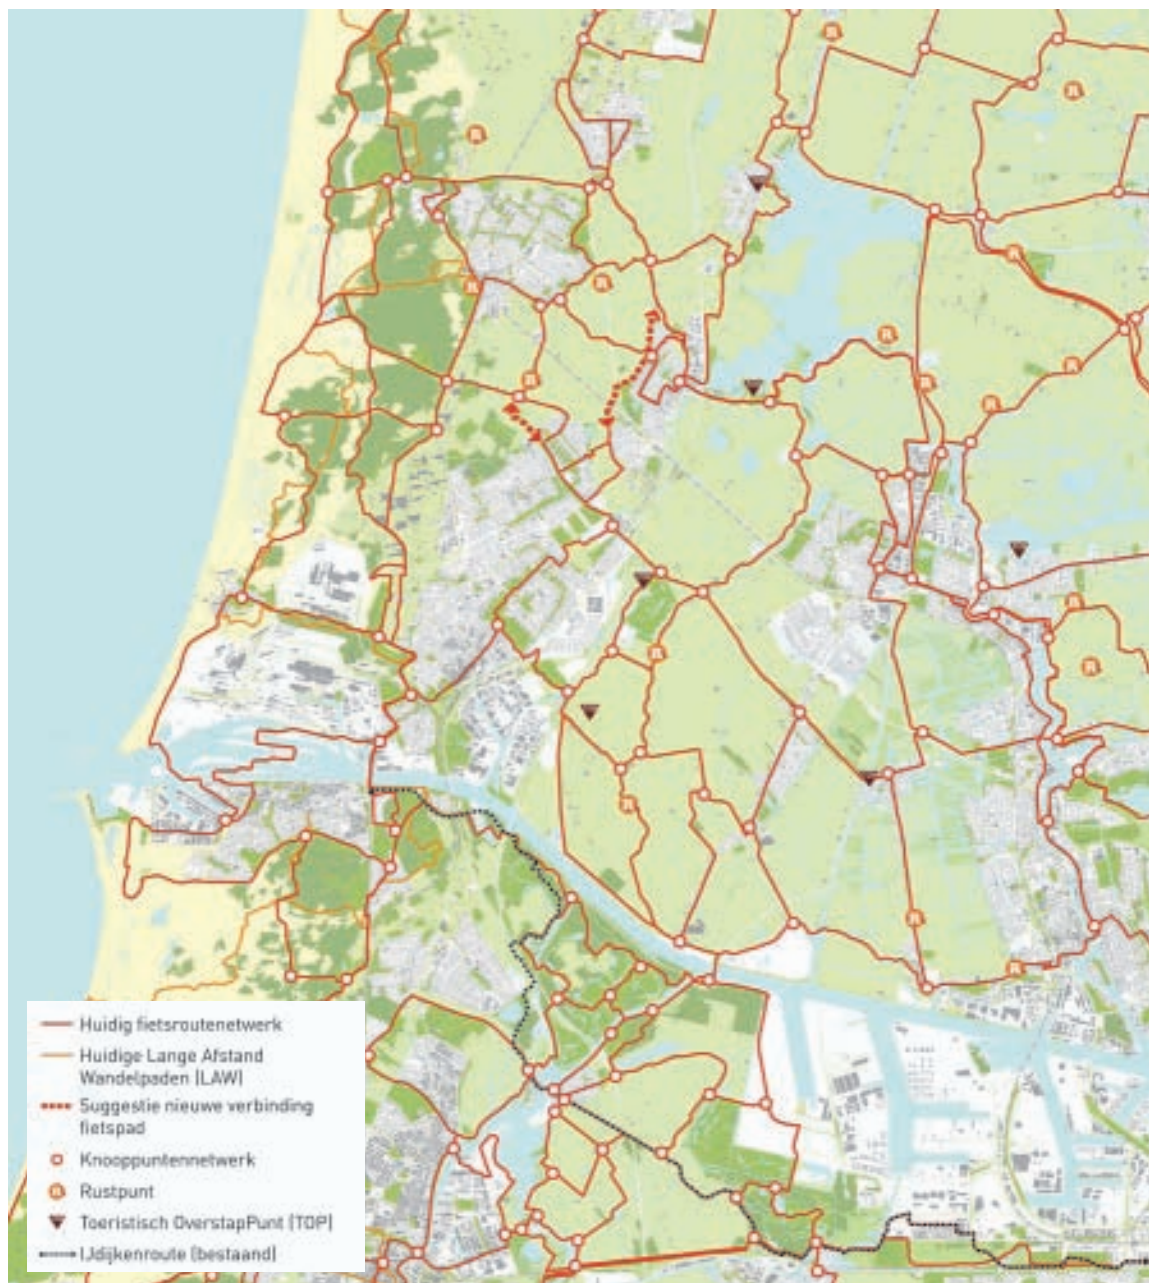 Huidig fietsroutenetwerk
Huidige Lange Afstand
Wandelpaden (LAW)
Suggestie nieuwe verbinding
fietspad
Knooppuntennetwerk
Rustpunt
Toeristisch OverstapPunt (TOP)
IJdijkenroute (bestaand)